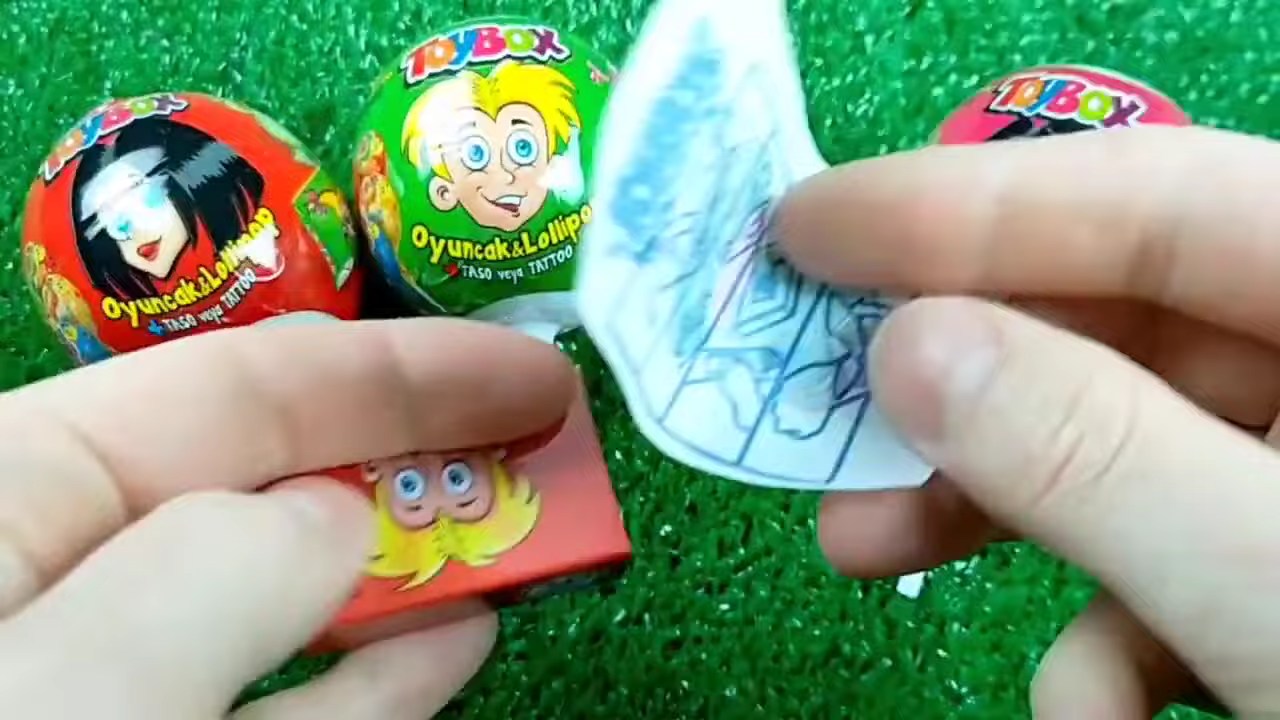 TOYBOX
Oyuncak&Lollipop
+ TASO veya TATTOO
TOYBOX
Oyuncak&Lollipo
TASO veya TATTOO
TOYBOX